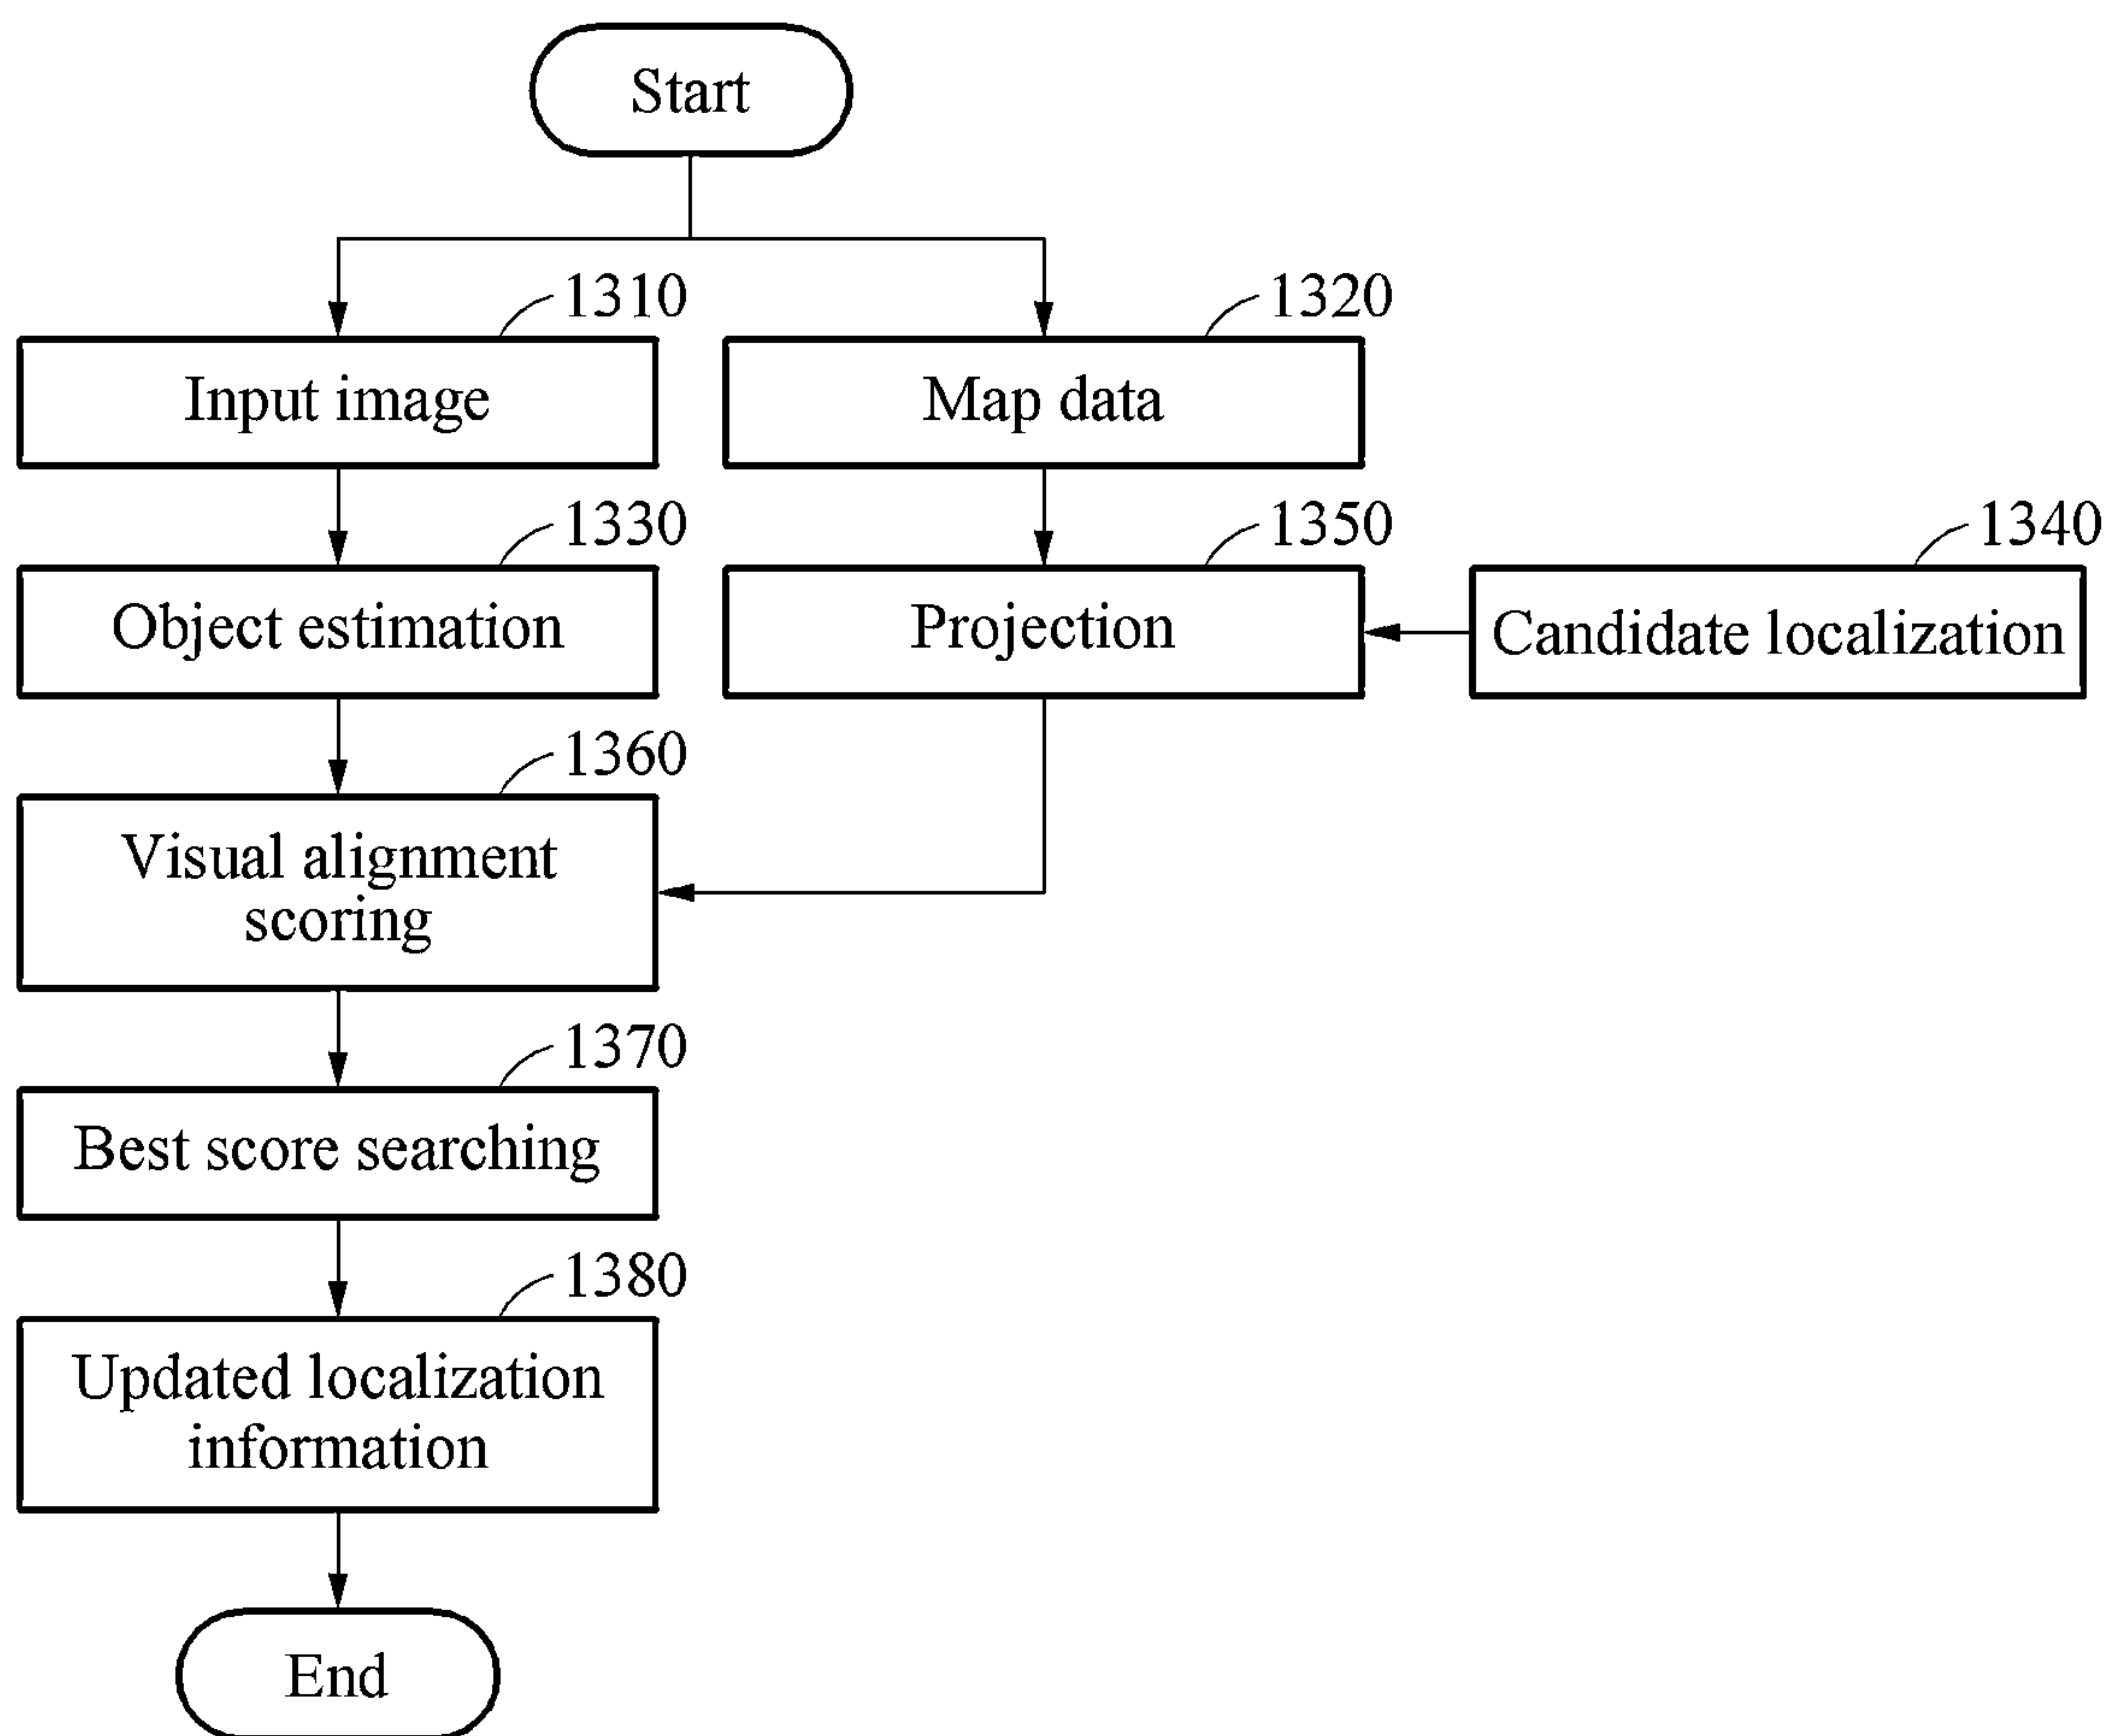 Start
1310
1320
Input image
Map data
1330
1350
1340
Object estimation
Projection
Candidate localization
1360
Visual alignment
scoring
1370
Best score searching
1380
Updated localization
information
End